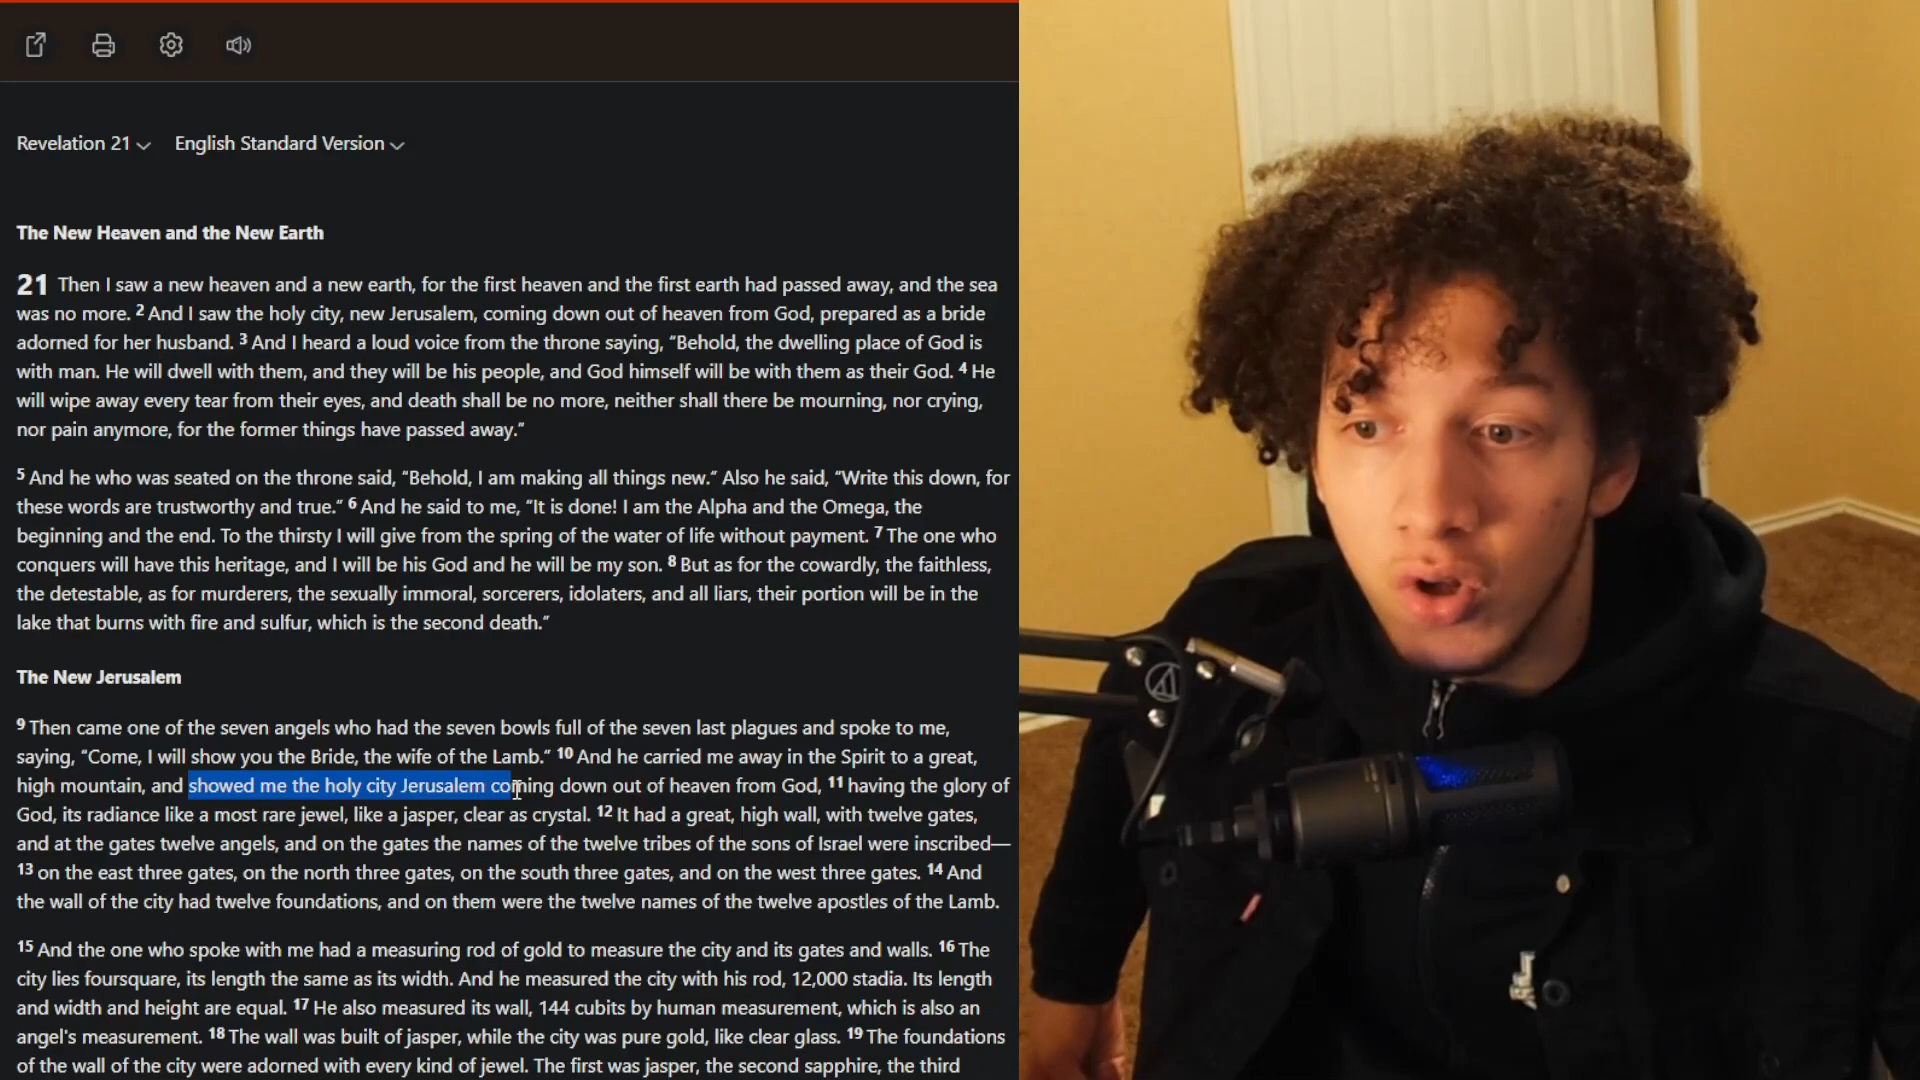 Revelation 21 English Standard Version
The New Heaven and the New Earth
21 Then I saw a new heaven and a new earth, for the first heaven and the first earth had passed away, and the sea
was no more. 2 And I saw the holy city, new Jerusalem, coming down out of heaven from God, prepared as a bride
adorned for her husband. 3 And I heard a loud voice from the throne saying, “Behold, the dwelling place of God is
with man. He will dwell with them, and they will be his people, and God himself will be with them as their God. 4 He
will wipe away every tear from their eyes, and death shall be no more, neither shall there be mourning, nor crying,
nor pain anymore, for the former things have passed away.”
5 And he who was seated on the throne said, “Behold, I am making all things new.” Also he said, “Write this down, for
these words are trustworthy and true.” 6 And he said to me, “It is done! I am the Alpha and the Omega, the
beginning and the end. To the thirsty I will give from the spring of the water of life without payment. 7 The one who
conquers will have this heritage, and I will be his God and he will be my son. 8 But as for the cowardly, the faithless,
the detestable, as for murderers, the sexually immoral, sorcerers, idolaters, and all liars, their portion will be in the
lake that burns with fire and sulfur, which is the second death.”
The New Jerusalem
9 Then came one of the seven angels who had the seven bowls full of the seven last plagues and spoke to me,
saying, “Come, I will show you the Bride, the wife of the Lamb.” 10 And he carried me away in the Spirit to a great,
high mountain, and showed me the holy city Jerusalem coming down out of heaven from God, 11 having the glory of
God, its radiance like a most rare jewel, like a jasper, clear as crystal. 12 It had a great, high wall, with twelve gates,
and at the gates twelve angels, and on the gates the names of the twelve tribes of the sons of Israel were inscribed—
13 on the east three gates, on the north three gates, on the south three gates, and on the west three gates. 14 And
the wall of the city had twelve foundations, and on them were the twelve names of the twelve apostles of the Lamb.
15 And the one who spoke with me had a measuring rod of gold to measure the city and its gates and walls. 16 The
city lies foursquare, its length the same as its width. And he measured the city with his rod, 12,000 stadia. Its length
and width and height are equal. 17 He also measured its wall, 144 cubits by human measurement, which is also an
angel's measurement. 18 The wall was built of jasper, while the city was pure gold, like clear glass. 19 The foundations
of the wall of the city were adorned with every kind of jewel. The first was jasper, the second sapphire, the third